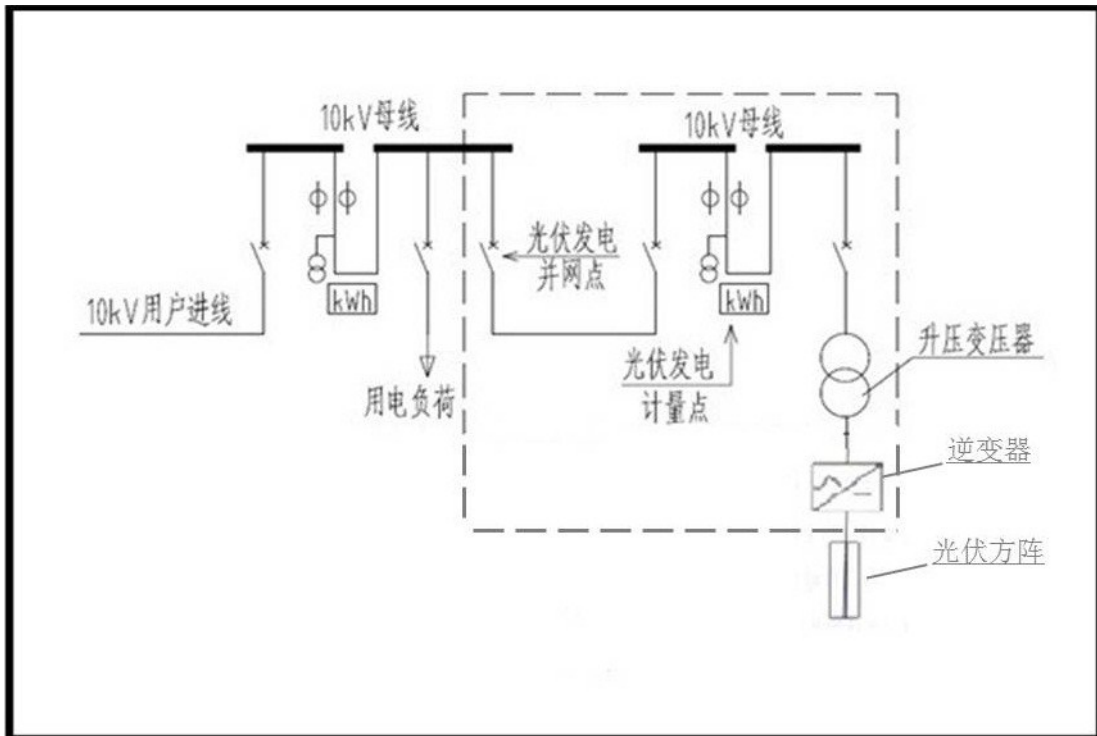 10kV母线
10kV母线
光伏发电
并网点
kWh
kWh
10kV用户进线
升压变压器
光伏发电
计量点
用电负荷
逆变器
光伏方阵